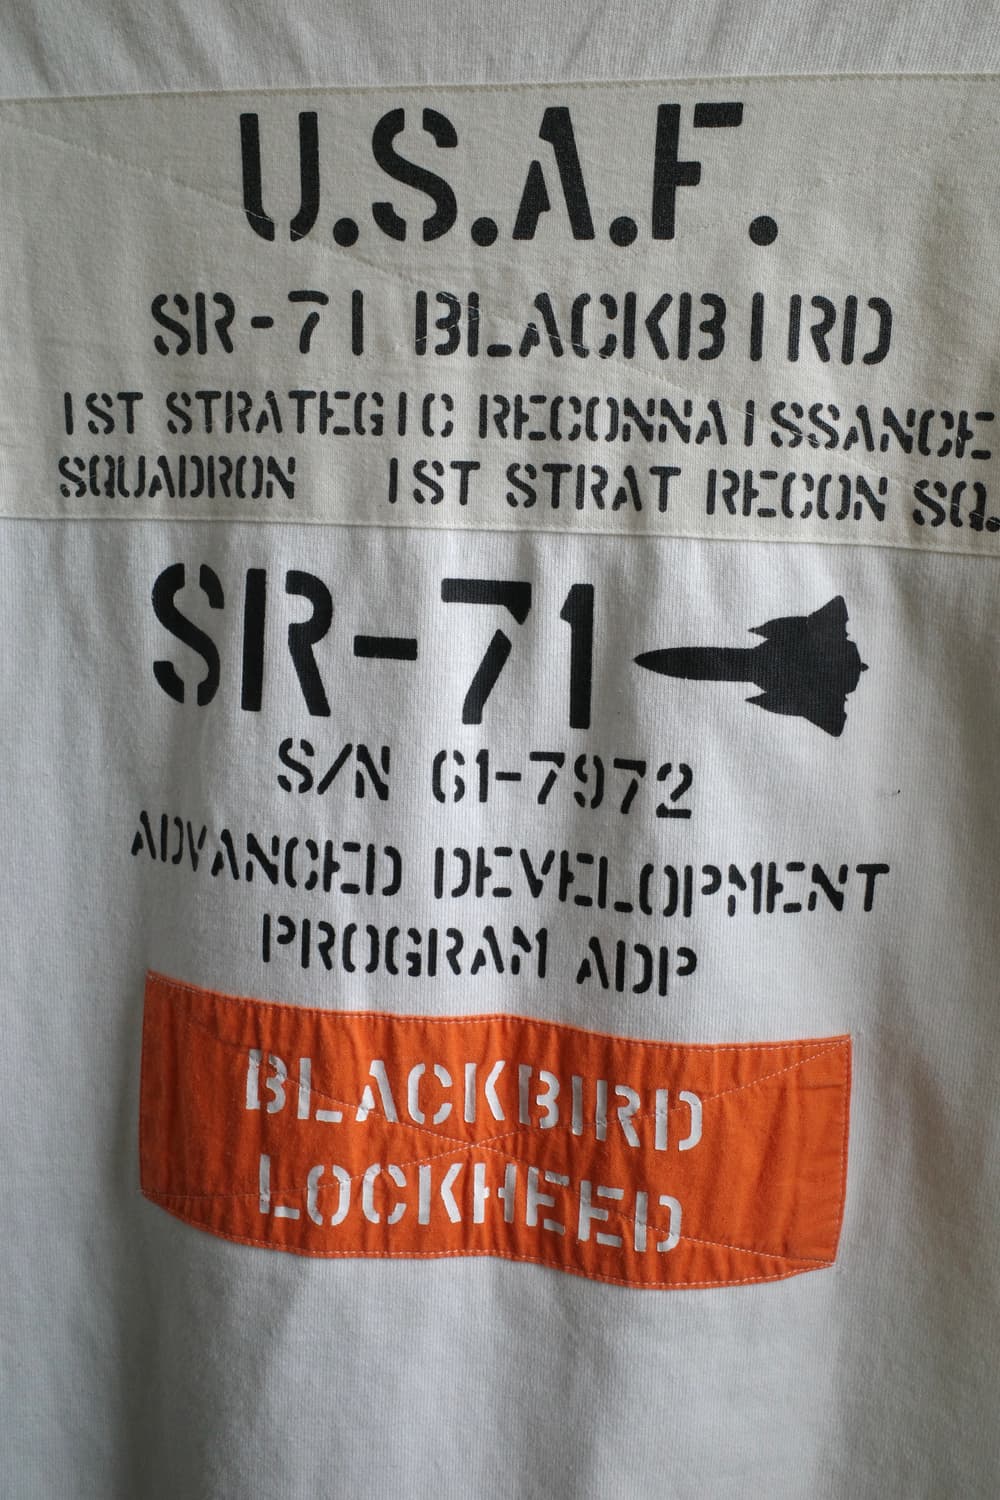 U.S.A.F.
SR-71 BLACKBIRD
1ST STRATEGIC RECONNAISSANCE
SQUADRON 1ST STRAT RECON SQ.
SR-71
S/N 61-7972
ADVANCED DEVELOPMENT
PROGRAM ADP
BLACKBIRD
LOCKHEED